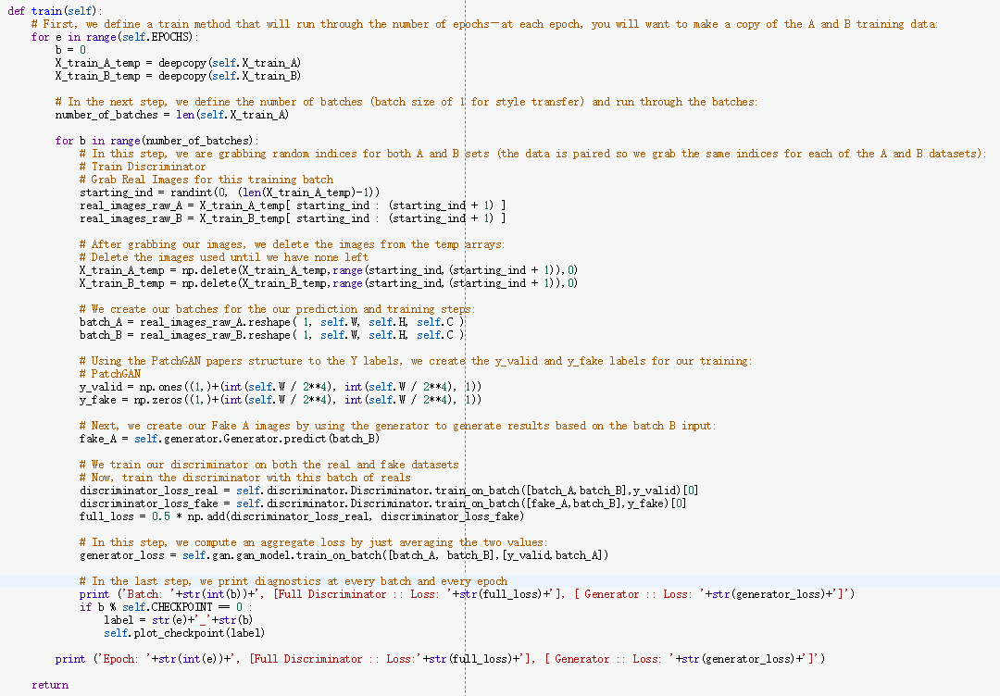 def train(self):
    # First, we define a train method that will run through the number of epochs—at each epoch, you will want to make a copy of the A and B training data:
    for e in range(self.EPOCHS):
        b = 0
        X_train_A_temp = deepcopy(self.X_train_A)
        X_train_B_temp = deepcopy(self.X_train_B)

        # In the next step, we define the number of batches (batch size of 1 for style transfer) and run through the batches:
        number_of_batches = len(self.X_train_A)

        for b in range(number_of_batches):
            # In this step, we are grabbing random indices for both A and B sets (the data is paired so we grab the same indices for each of the A and B datasets):
            # Train Discriminator
            # Grab Real Images for this training batch
            starting_ind = randint(0, (len(X_train_A_temp)-1))
            real_images_raw_A = X_train_A_temp[ starting_ind : (starting_ind + 1) ]
            real_images_raw_B = X_train_B_temp[ starting_ind : (starting_ind + 1) ]

            # After grabbing our images, we delete the images from the temp arrays:
            # Delete the images used until we have none left
            X_train_A_temp = np.delete(X_train_A_temp,range(starting_ind,(starting_ind + 1)),0)
            X_train_B_temp = np.delete(X_train_B_temp,range(starting_ind,(starting_ind + 1)),0)

            # We create our batches for the our prediction and training steps:
            batch_A = real_images_raw_A.reshape( 1, self.W, self.H, self.C )
            batch_B = real_images_raw_B.reshape( 1, self.W, self.H, self.C )

            # Using the PatchGAN papers structure to the Y labels, we create the y_valid and y_fake labels for our training:
            # PatchGAN
            y_valid = np.ones((1,)+(int(self.W / 2**4), int(self.W / 2**4), 1))
            y_fake = np.zeros((1,)+(int(self.W / 2**4), int(self.W / 2**4), 1))

            # Next, we create our Fake A images by using the generator to generate results based on the batch B input:
            fake_A = self.generator.Generator.predict(batch_B)

            # We train our discriminator on both the real and fake datasets
            # Now, train the discriminator with this batch of reals
            discriminator_loss_real = self.discriminator.Discriminator.train_on_batch([batch_A,batch_B],y_valid)[0]
            discriminator_loss_fake = self.discriminator.Discriminator.train_on_batch([fake_A,batch_B],y_fake)[0]
            full_loss = 0.5 * np.add(discriminator_loss_real, discriminator_loss_fake)

            # In this step, we compute an aggregate loss by just averaging the two values:
            generator_loss = self.gan.gan_model.train_on_batch([batch_A, batch_B],[y_valid,batch_A])

            # In the last step, we print diagnostics at every batch and every epoch
            print ('Batch: '+str(int(b))+', [Full Discriminator :: Loss: '+str(full_loss)+'], [ Generator :: Loss: '+str(generator_loss)+']')
            if b % self.CHECKPOINT == 0 :
                label = str(e)+'_'+str(b)
                self.plot_checkpoint(label)

        print ('Epoch: '+str(int(e))+', [Full Discriminator :: Loss:'+str(full_loss)+'], [ Generator :: Loss: '+str(generator_loss)+']')

    return